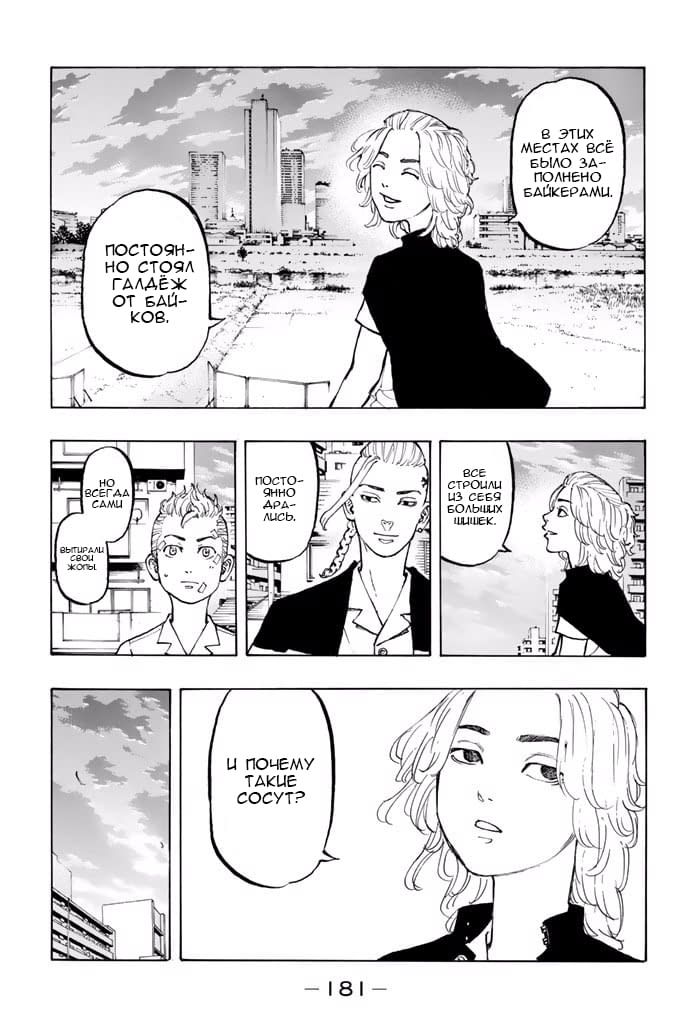 В ЭТИХ
МЕСТАХ ВСЁ
БЫЛО ЗА-
ПОЛНЕНО
БАЙКЕРАМИ.
ПОСТОЯН-
НО СТОЯЛ
ГАЛДЁЖ
ОТ БАЙ-
КОВ.
ВСЕ
СТРОИЛИ
ИЗ СЕБЯ
БОЛЬШИХ
ШИШЕК.
ПОСТО-
ЯННО
ДРА-
ЛИСЬ.
НО
ВСЕГДА
САМИ
ВЫТИРАЛИ
СВОИ
ЖОПЫ.
И ПОЧЕМУ
ТАКИЕ
СОСУТ?
— 181 —